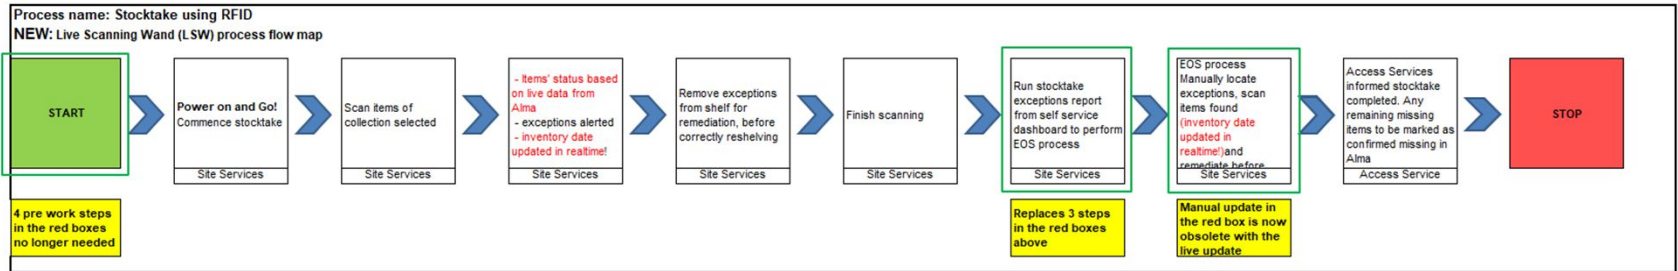 Process name: Stocktake using RFID
NEW: Live Scanning Wand (LSW) process flow map
START
Power on and Go!
Commence stocktake
Site Services
Scan items of
collection selected
Site Services
- Items' status based
on live data from
Alma
- exceptions alerted
- inventory date
updated in realtime!
Site Services
Remove exceptions
from shelf for
remediation, before
correctly reshelving
Site Services
Finish scanning
Site Services
Run stocktake
exceptions report
from self service
dashboard to perform
EOS process
Site Services
EOS process
Manually locate
exceptions, scan
items found
(inventory date
updated in
realtime!)and
remediate before
Site Services
Access Services
informed stocktake
completed. Any
remaining missing
items to be marked as
confirmed missing in
Alma
Access Service
STOP
4 pre work steps
in the red boxes
no longer needed
Replaces 3 steps
in the red boxes
above
Manual update in
the red box is now
obsolete with the
live update